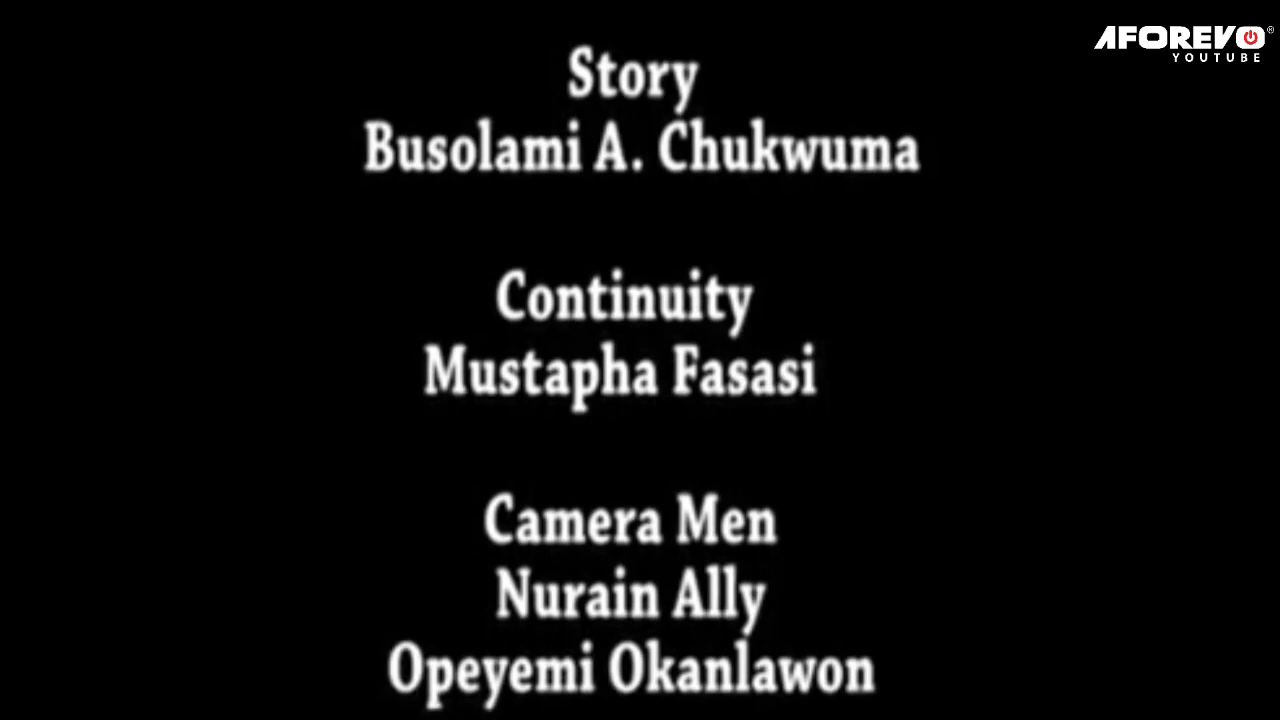 AFOREVO®
YOUTUBE
Story
Busolami A. Chukwuma
Continuity
Mustapha Fasasi
Camera Men
Nurain Ally
Opeyemi Okanlawon